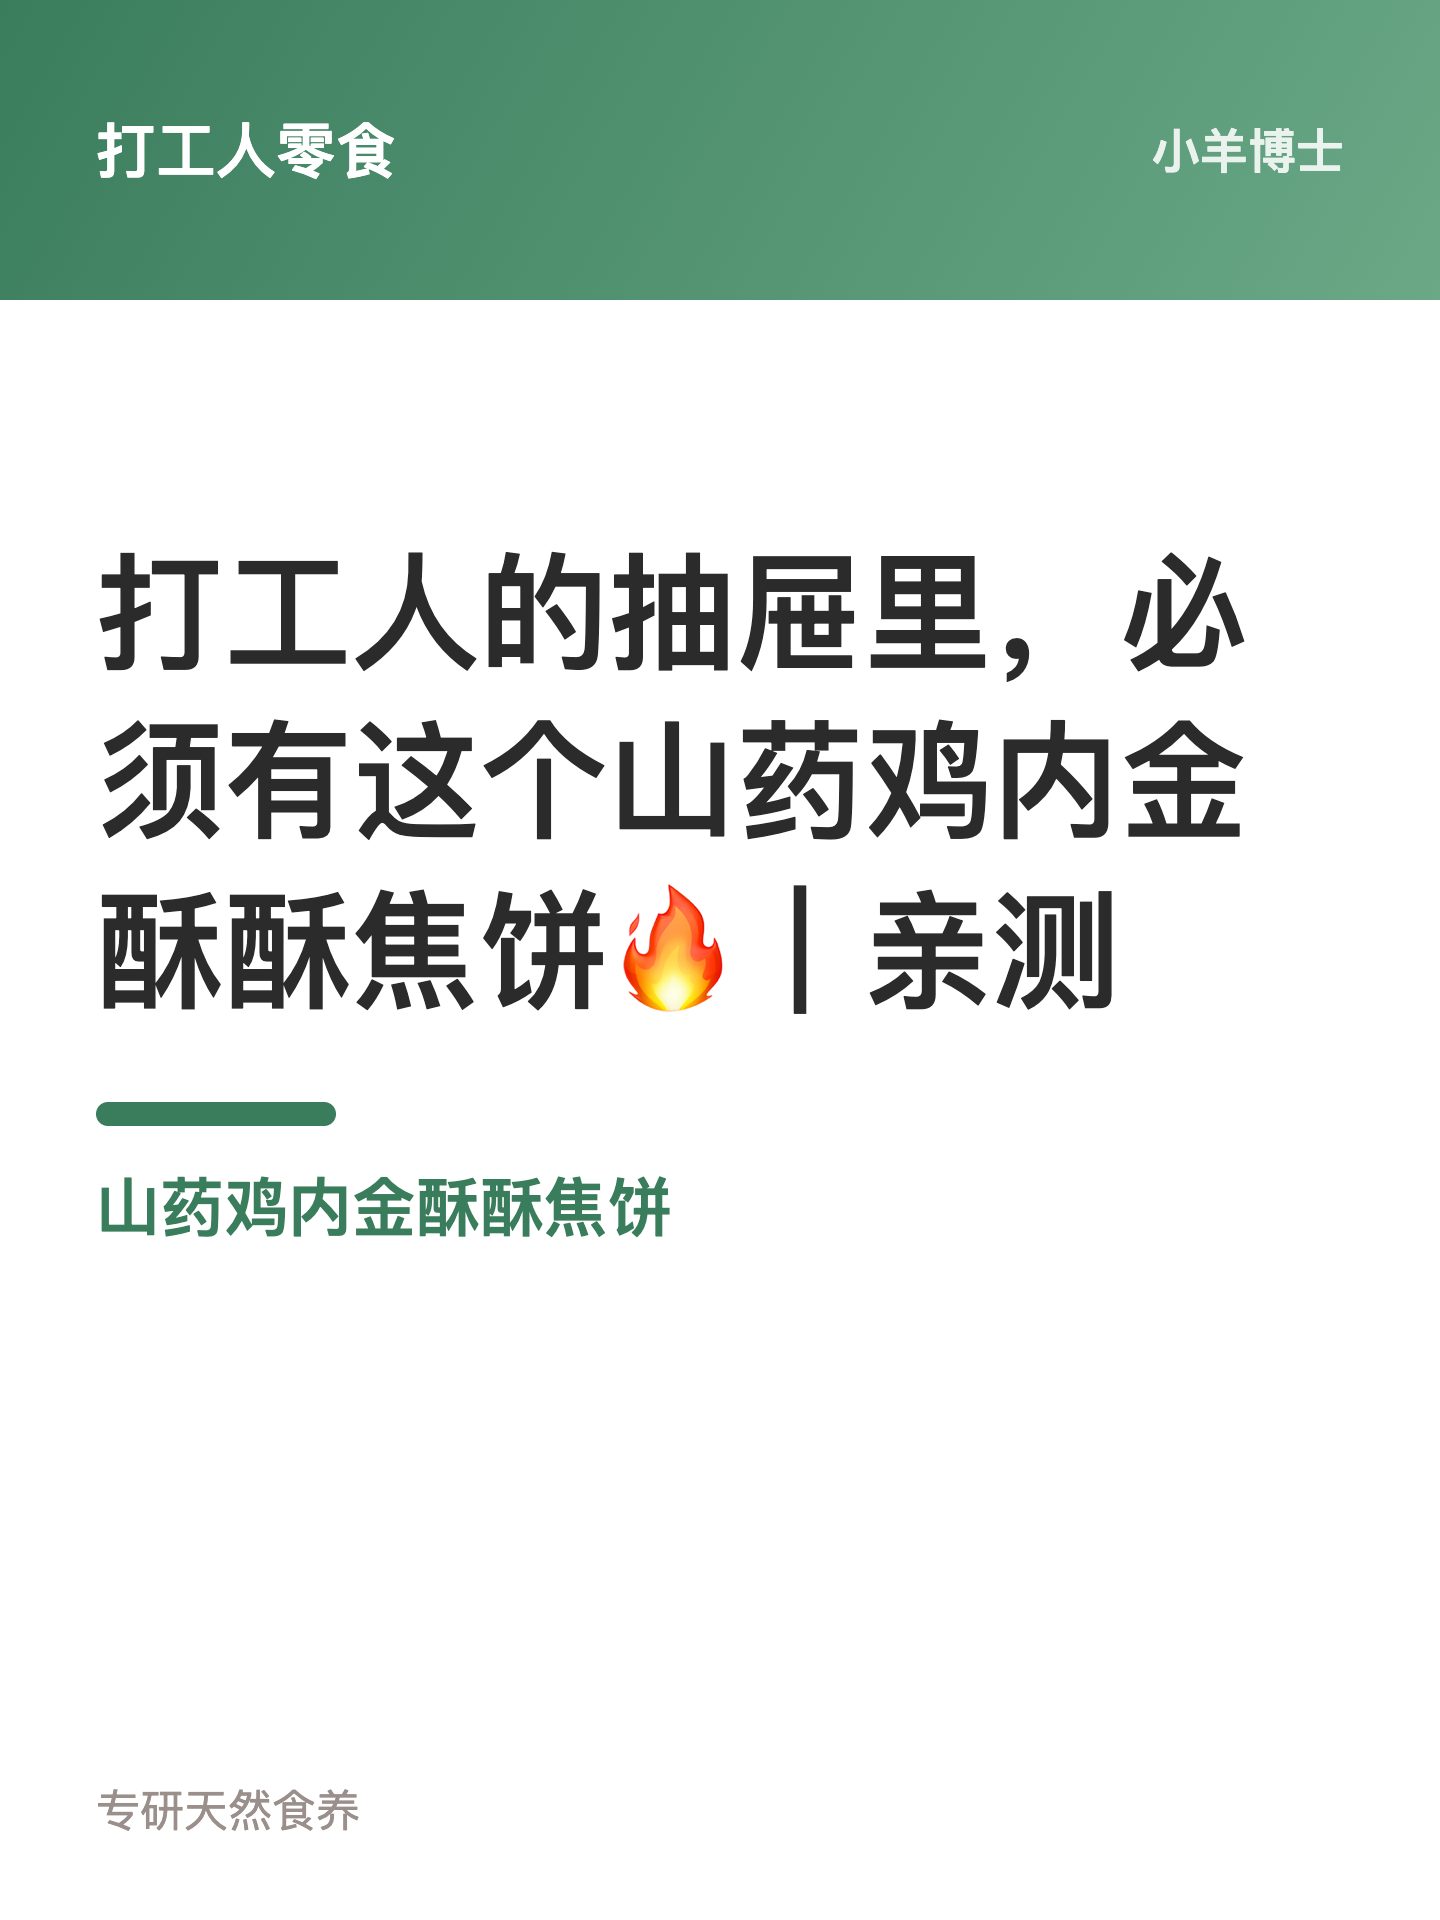 打工人零食
小羊博士
打工人的抽屉里，必
须有这个山药鸡内金
酥酥焦饼🔥｜亲测
山药鸡内金酥酥焦饼
专研天然食养